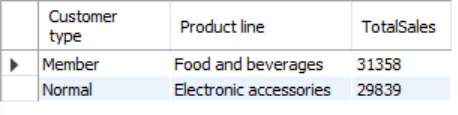 Customer type Product line TotalSales
Member Food and beverages 31358
Normal Electronic accessories 29839